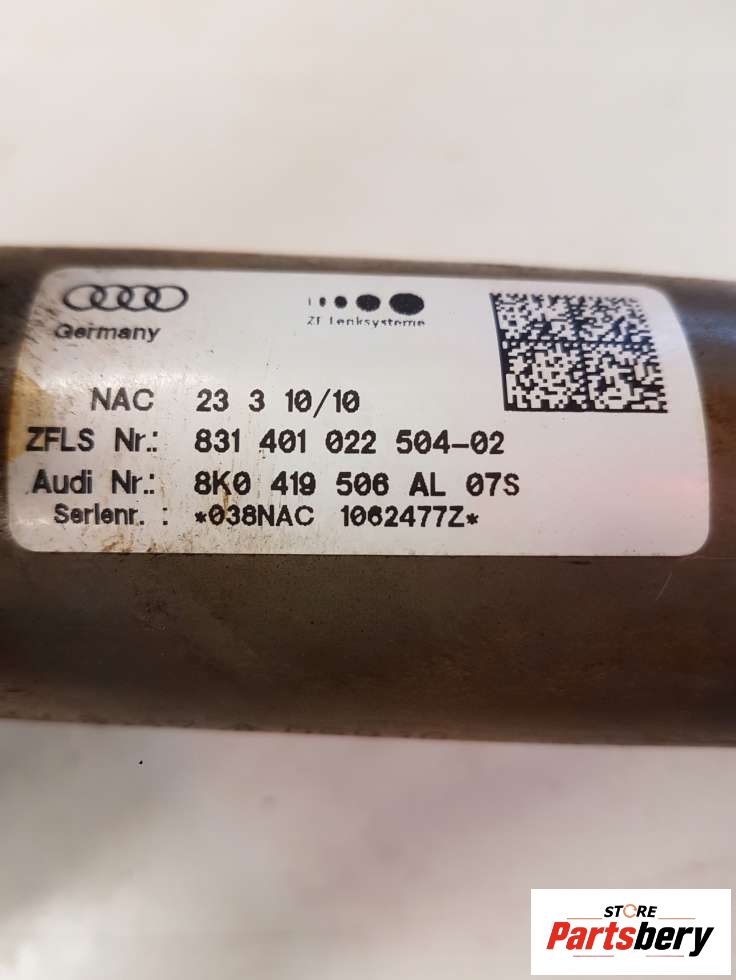 Germany
ZF Lenksysteme
NAC 23 3 10/10
ZFLS Nr.: 831 401 022 504-02
Audi Nr.: 8K0 419 506 AL 07S
Serienr. : *038NAC 1062477Z*
STORE
Partsbery